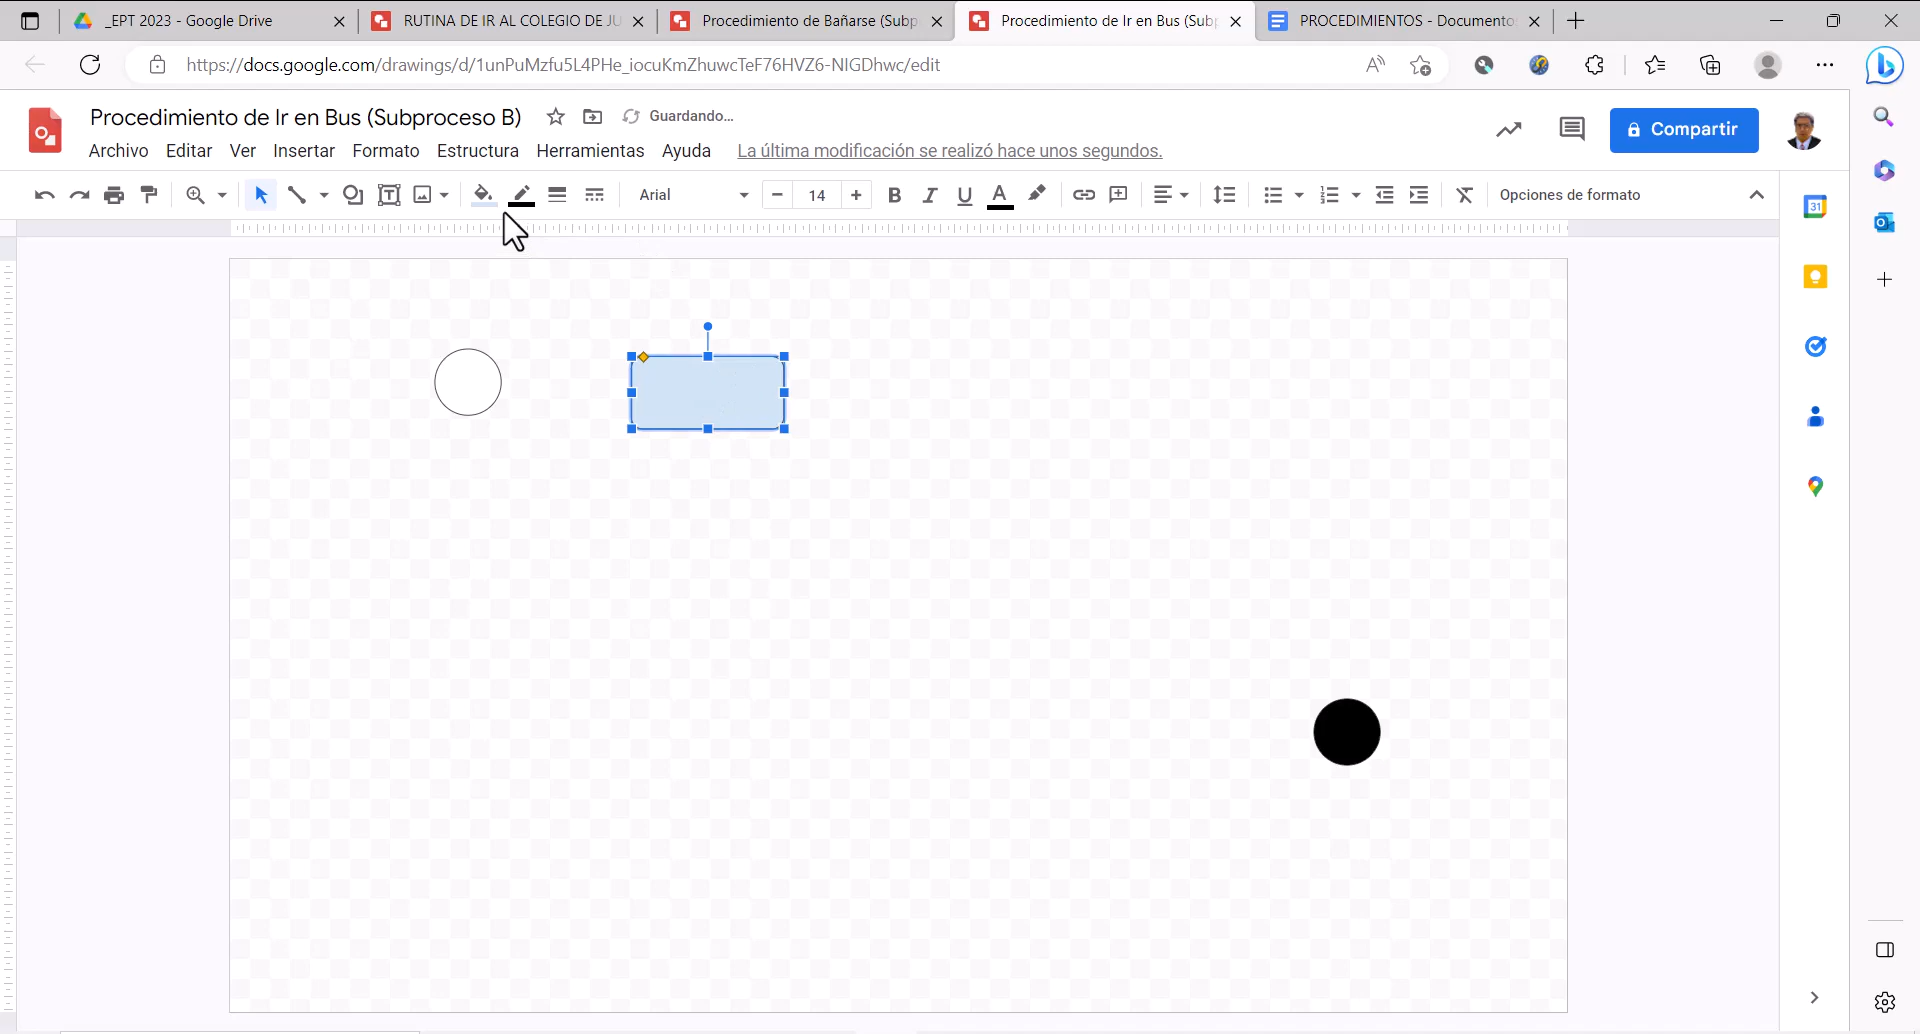 _EPT 2023 - Google Drive
RUTINA DE IR AL COLEGIO DE JU
Procedimiento de Bañarse (Subp
Procedimiento de Ir en Bus (Subp
PROCEDIMIENTOS - Documento
https://docs.google.com/drawings/d/1unPuMzfu5L4PHe_iocuKmZhuwcTeF76HVZ6-NIGDhwc/edit
Procedimiento de Ir en Bus (Subproceso B)
Guardando...
Compartir
Archivo
Editar
Ver
Insertar
Formato
Estructura
Herramientas
Ayuda
La última modificación se realizó hace unos segundos.
Arial
14
B
I
U
A
Opciones de formato
31